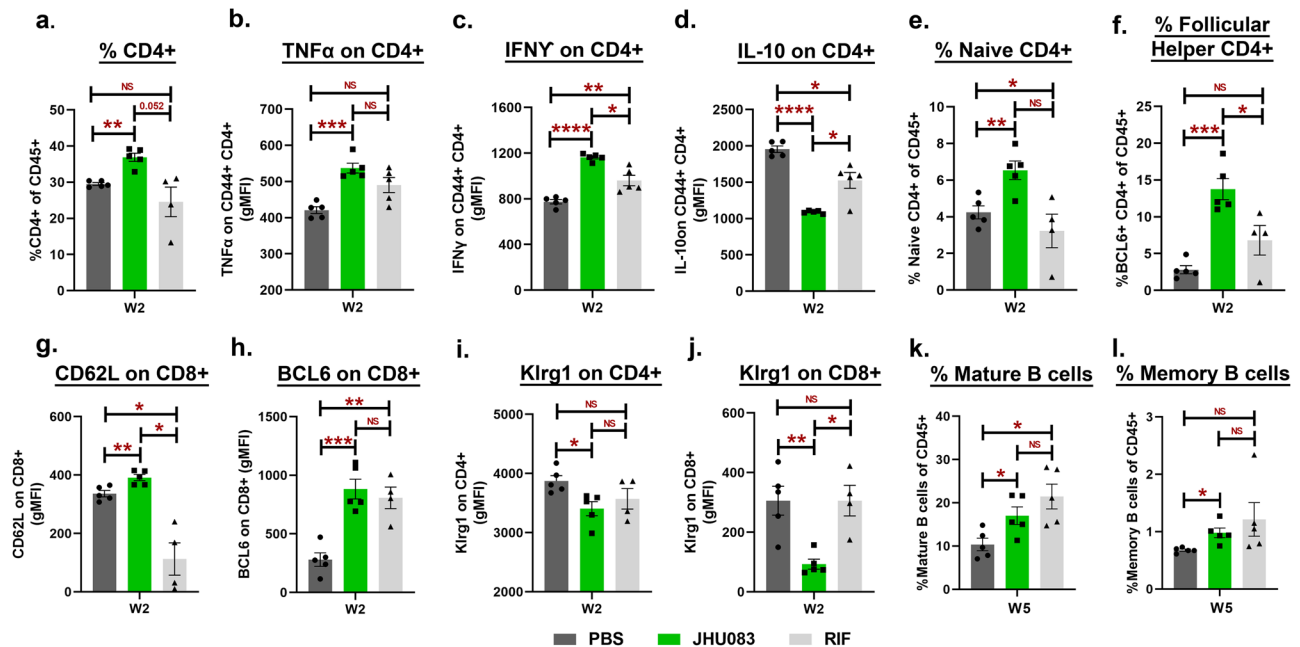 a.
% CD4+
%CD4+ of CD45+
NS
0.052
**
40
30
20
10
0
W2
b.
TNFα on CD4+
TNFα on CD44+ CD4+
(gMFI)
NS
NS
***
700
600
500
400
300
200
W2
c.
IFNϒ on CD4+
IFNγ on CD44+ CD4+
(gMFI)
**
*
****
1600
1200
800
400
0
W2
d.
IL-10 on CD4+
IL-10on CD44+ CD4+
(gMFI)
*
****
*
2500
2000
1500
1000
500
0
W2
e.
% Naive CD4+
% Naive CD4+ of CD45+
*
NS
**
10
8
6
4
2
0
W2
f.
% Follicular
Helper CD4+
%BCL6+ CD4+ of CD45+
NS
*
***
25
20
15
10
5
0
W2
g.
CD62L on CD8+
CD62L on CD8+
(gMFI)
*
*
**
600
400
200
0
W2
h.
BCL6 on CD8+
BCL6 on CD8+ (gMFI)
**
NS
***
1500
1000
500
0
W2
i.
Klrg1 on CD4+
Klrg1 on CD4+
(gMFI)
NS
NS
*
5000
4000
3000
2000
W2
j.
Klrg1 on CD8+
Klrg1 on CD8+
(gMFI)
NS
*
**
600
400
200
0
W2
k.
% Mature B cells
%Mature B cells of CD45+
*
NS
*
40
30
20
10
0
W5
l.
% Memory B cells
%Memory B cells of CD45+
NS
NS
*
3
2
1
0
W5
PBS JHU083 RIF